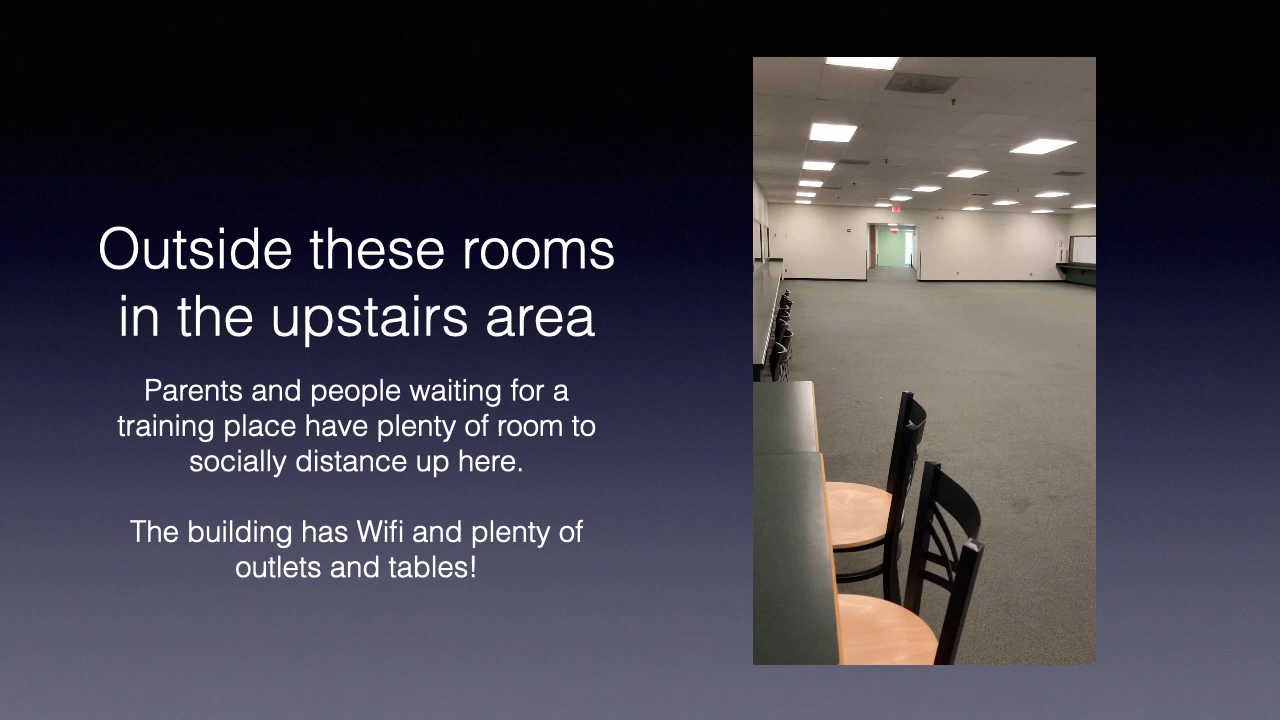 Outside these rooms
in the upstairs area
Parents and people waiting for a
training place have plenty of room to
socially distance up here.
The building has Wifi and plenty of
outlets and tables!